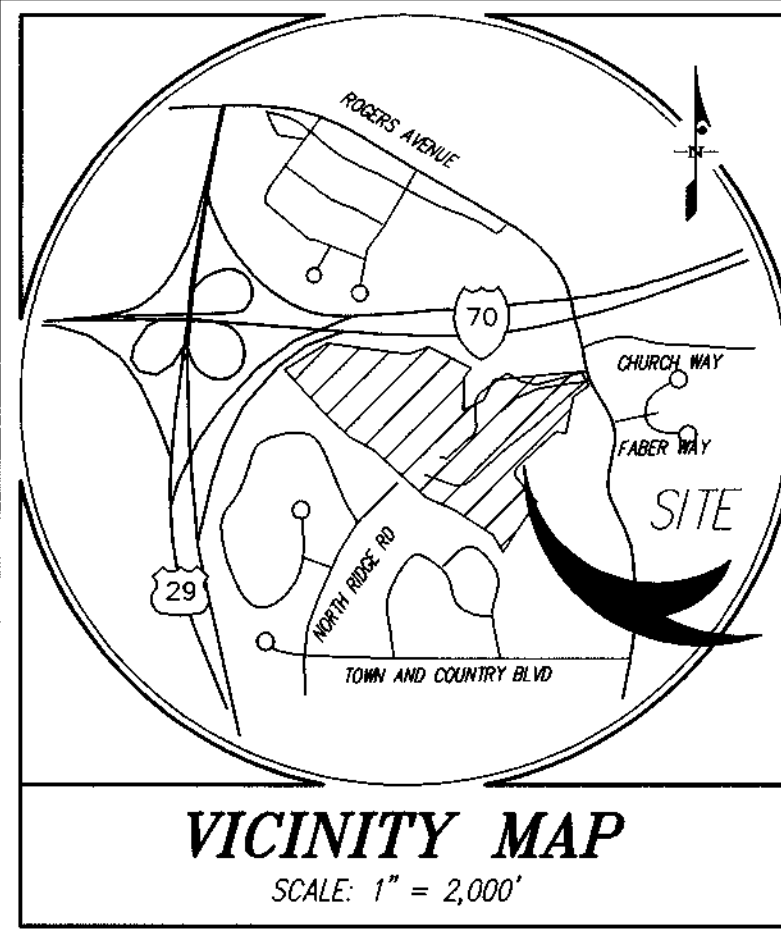 ROGERS AVENUE
N
70
CHURCH WAY
FABER WAY
SITE
29
NORTH RIDGE RD
TOWN AND COUNTRY BLVD
VICINITY MAP
SCALE: 1" = 2,000'